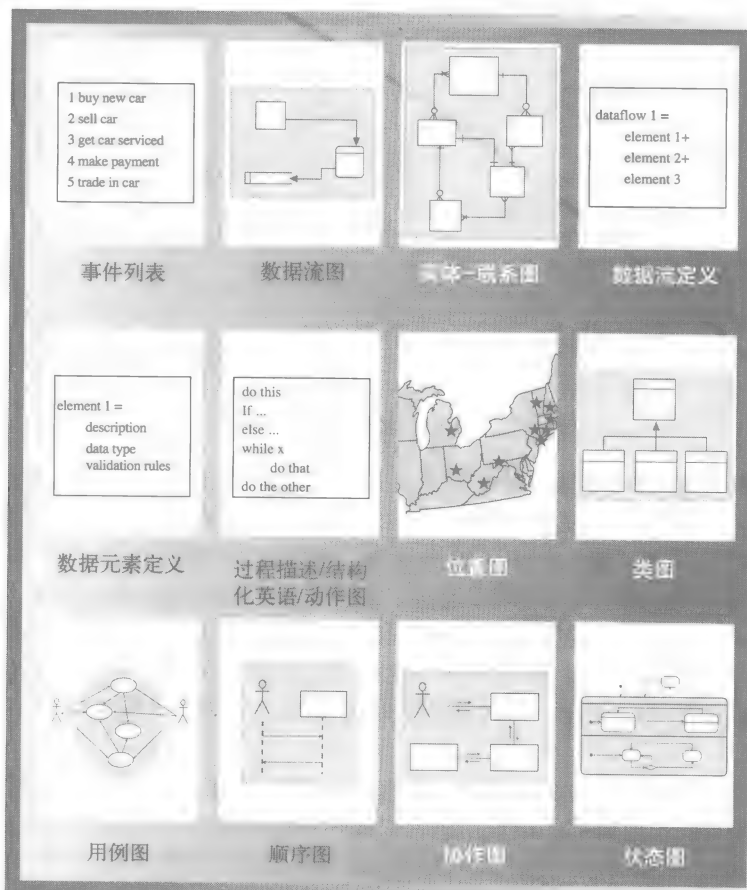 1 buy new car
2 sell car
3 get car serviced
4 make payment
5 trade in car
事件列表
数据流图
实体-联系图
dataflow 1 =
element 1+
element 2+
element 3
数据流定义
element 1 =
description
data type
validation rules
数据元素定义
do this
If ...
else ...
while x
do that
do the other
过程描述/结构
化英语/动作图
位置图
类图
用例图
顺序图
协作图
状态图